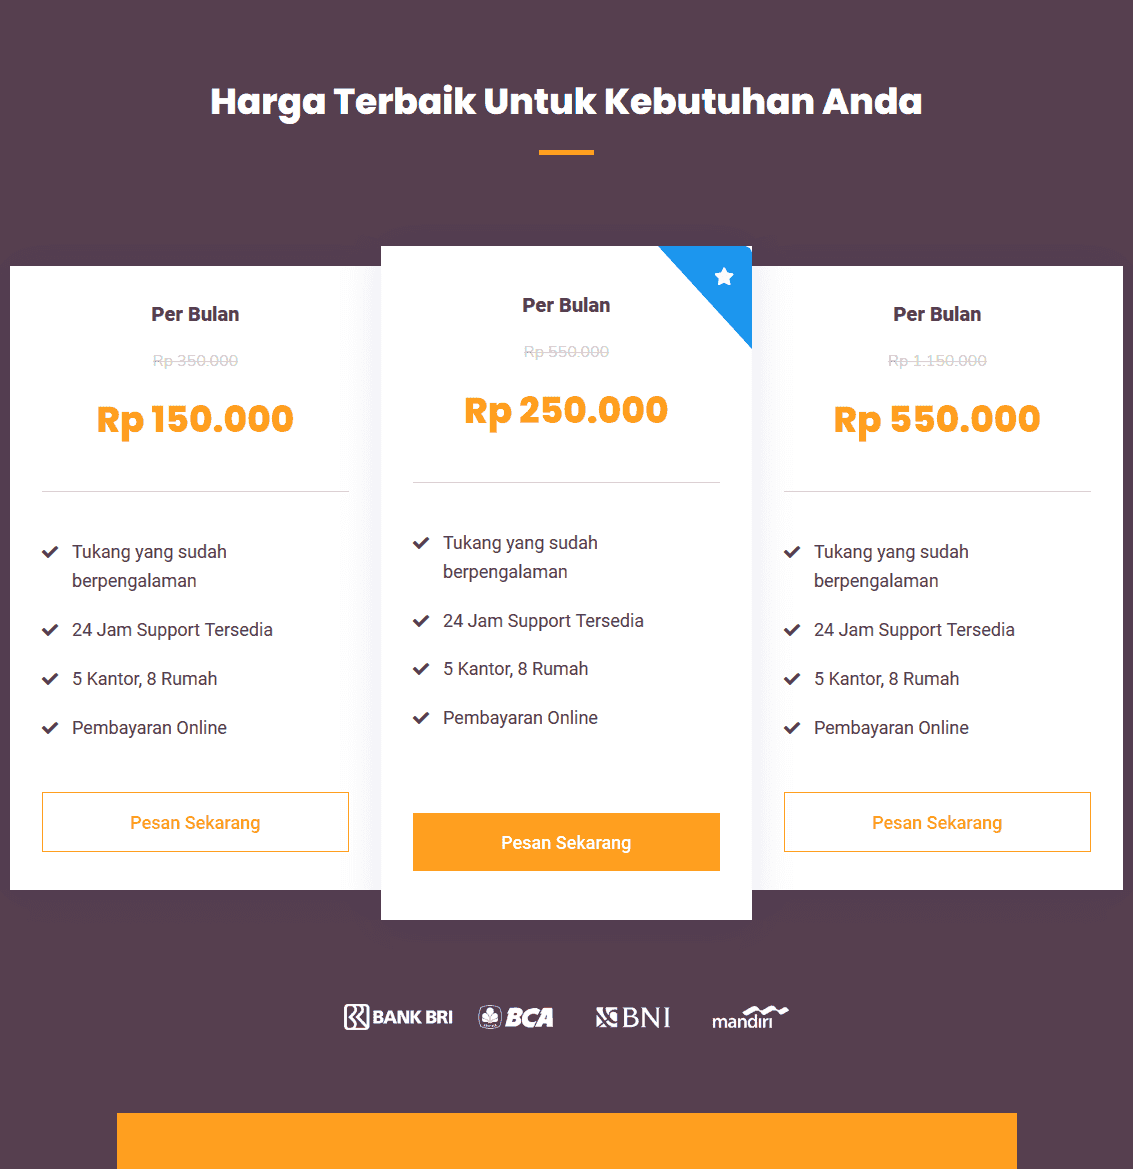 Harga Terbaik Untuk Kebutuhan Anda
Per Bulan
Rp 350.000
Rp 150.000
Tukang yang sudah
berpengalaman
24 Jam Support Tersedia
5 Kantor, 8 Rumah
Pembayaran Online
Pesan Sekarang
Per Bulan
Rp 550.000
Rp 250.000
Tukang yang sudah
berpengalaman
24 Jam Support Tersedia
5 Kantor, 8 Rumah
Pembayaran Online
Pesan Sekarang
Per Bulan
Rp 1.150.000
Rp 550.000
Tukang yang sudah
berpengalaman
24 Jam Support Tersedia
5 Kantor, 8 Rumah
Pembayaran Online
Pesan Sekarang
BANK BRI BCA BNI mandiri